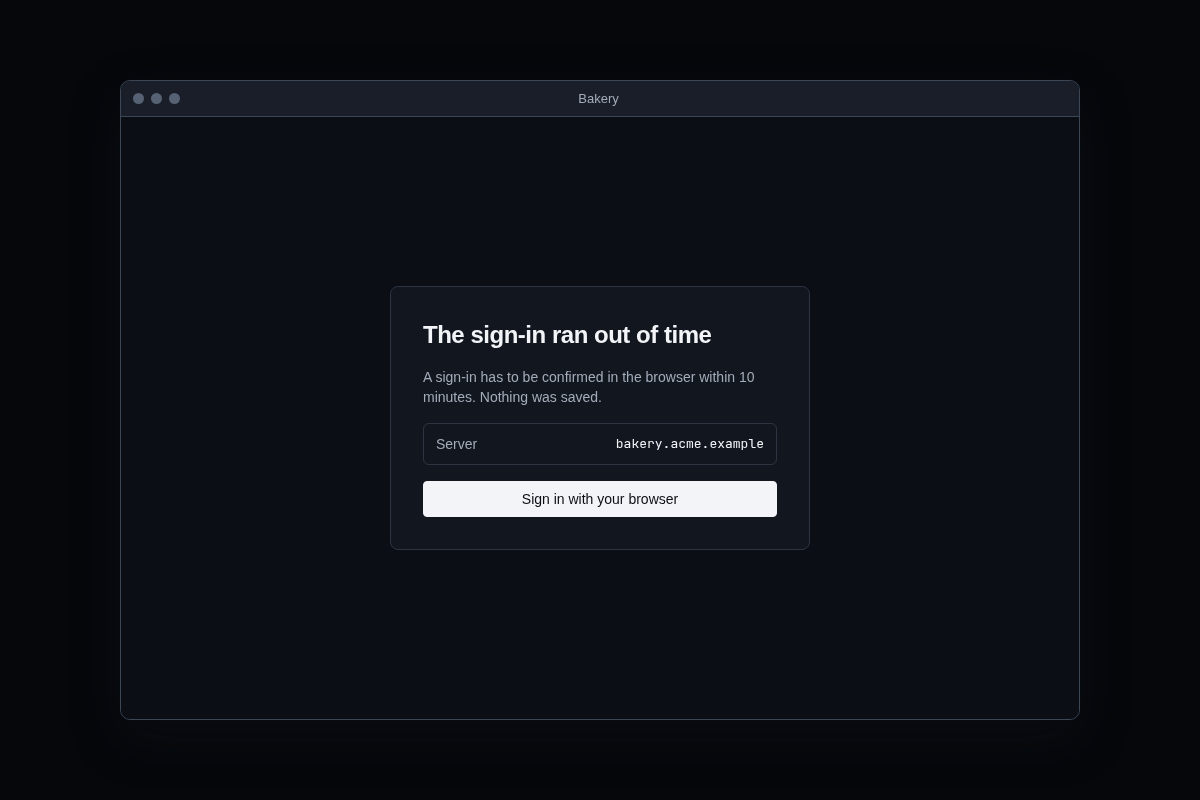 Bakery
The sign-in ran out of time
A sign-in has to be confirmed in the browser within 10
minutes. Nothing was saved.
Server bakery.acme.example
Sign in with your browser